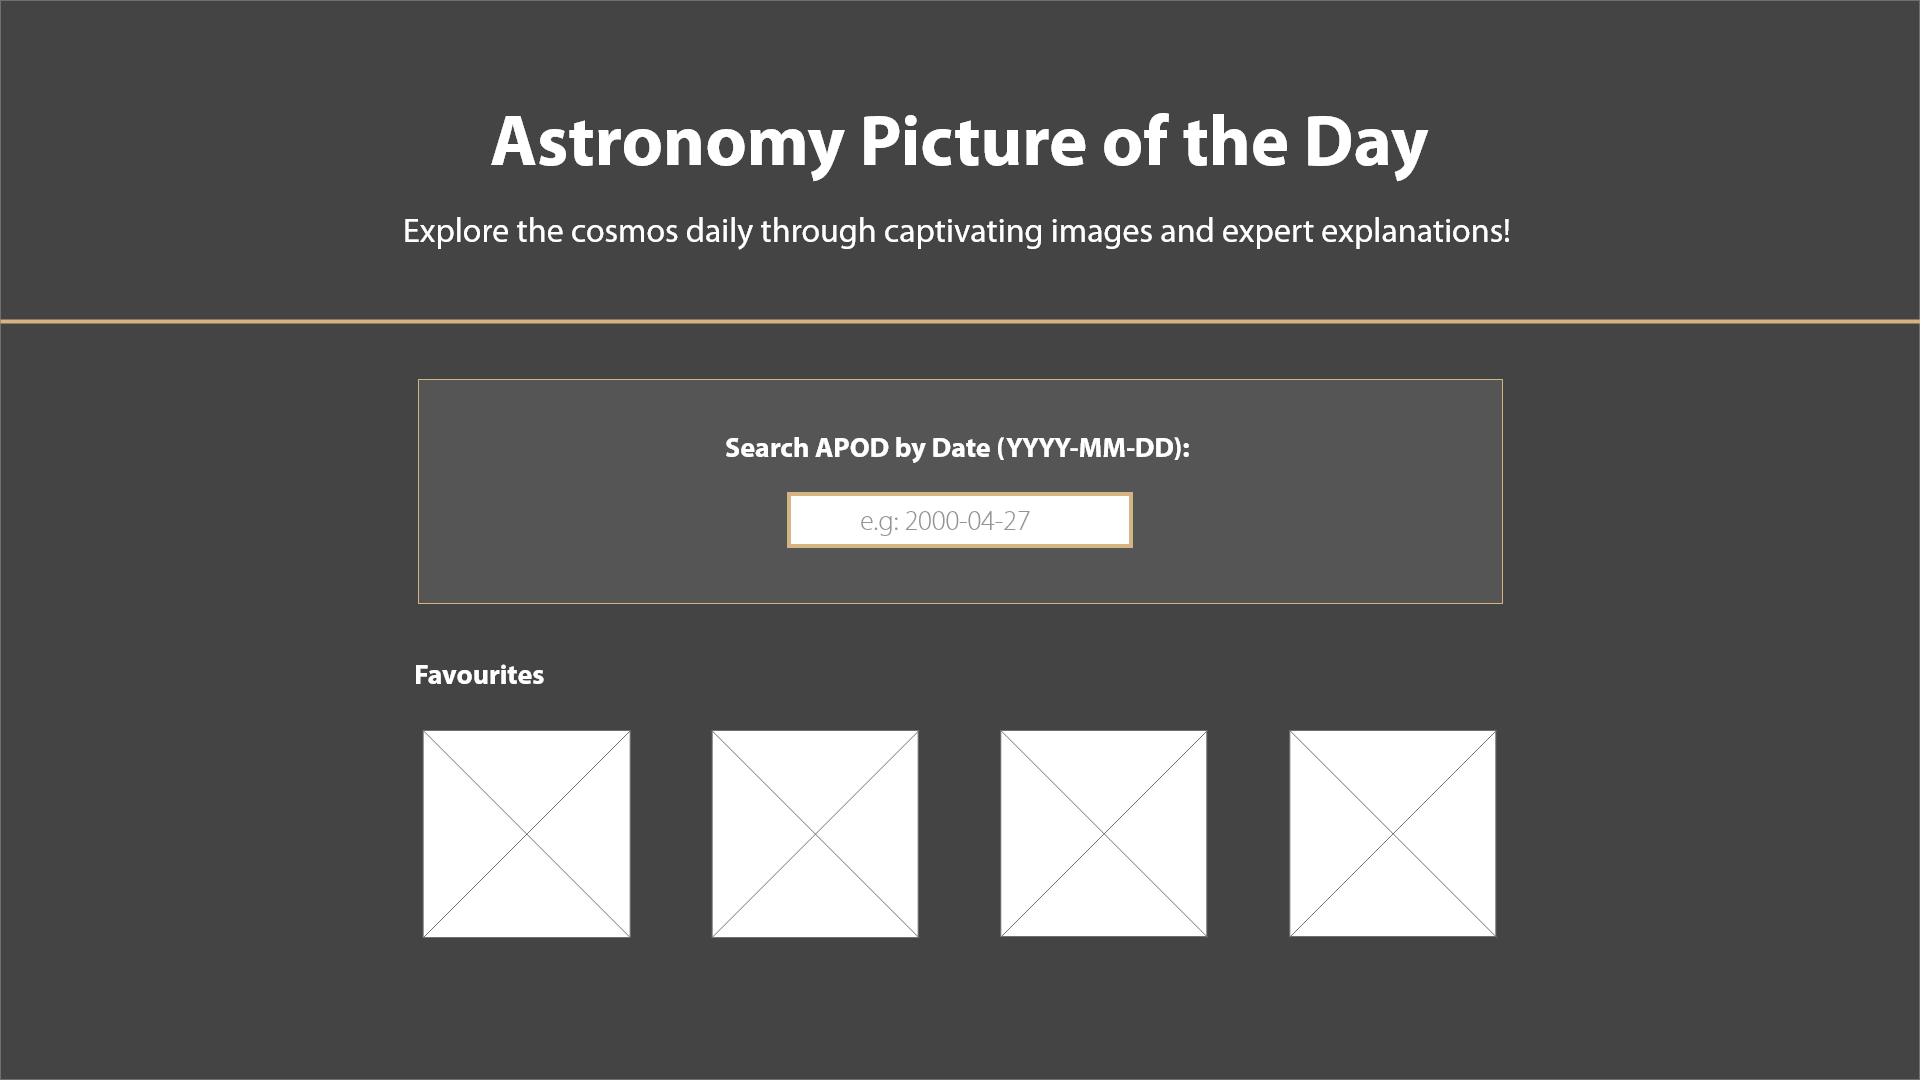 Astronomy Picture of the Day
Explore the cosmos daily through captivating images and expert explanations!
Search APOD by Date (YYYY-MM-DD):
e.g: 2000-04-27
Favourites